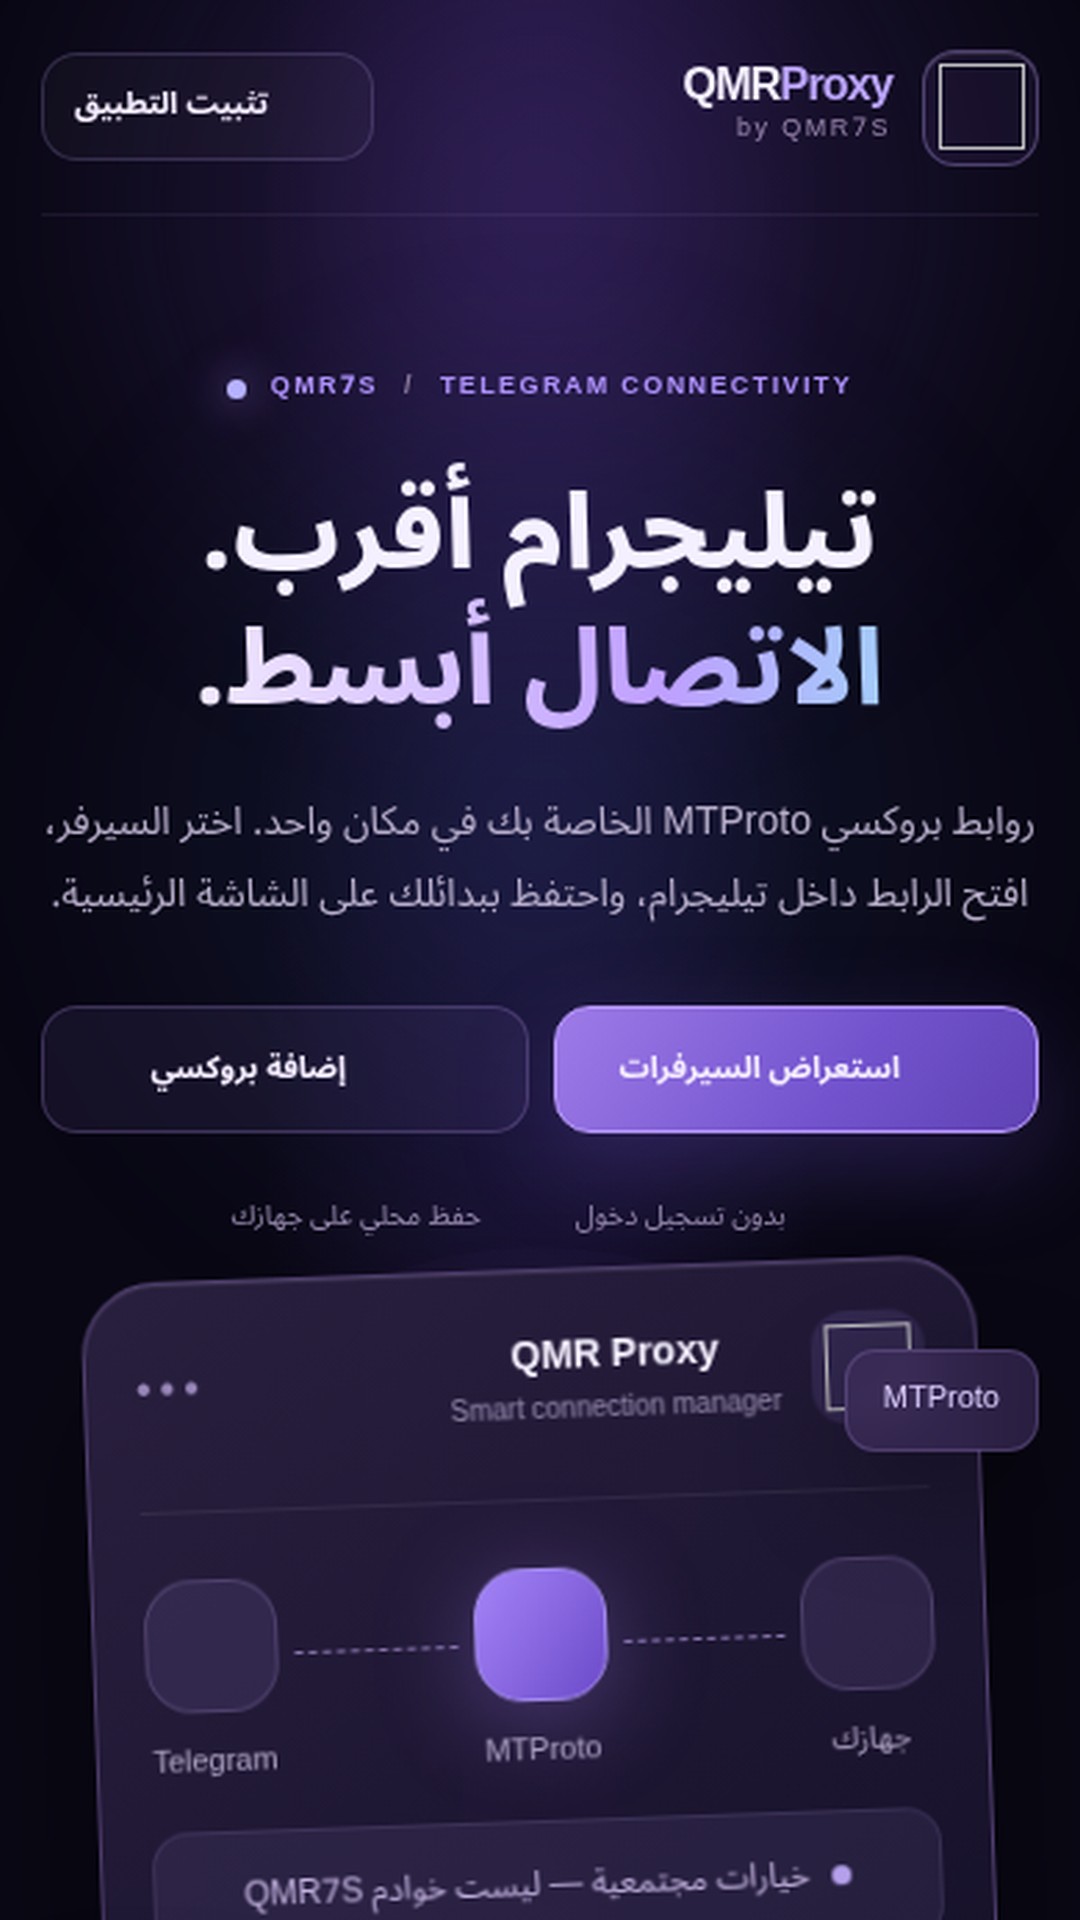 QMRProxy
by QMR7S
تثبيت التطبيق
QMR7S / TELEGRAM CONNECTIVITY
تيليجرام أقرب.
الاتصال أبسط.
روابط بروكسي MTProto الخاصة بك في مكان واحد. اختر السيرفر،
افتح الرابط داخل تيليجرام، واحتفظ ببدائلك على الشاشة الرئيسية.
استعراض السيرفرات
إضافة بروكسي
بدون تسجيل دخول
حفظ محلي على جهازك
QMR Proxy
Smart connection manager
MTProto
جهازك
MTProto
Telegram
خيارات مجتمعية — ليست خوادم QMR7S